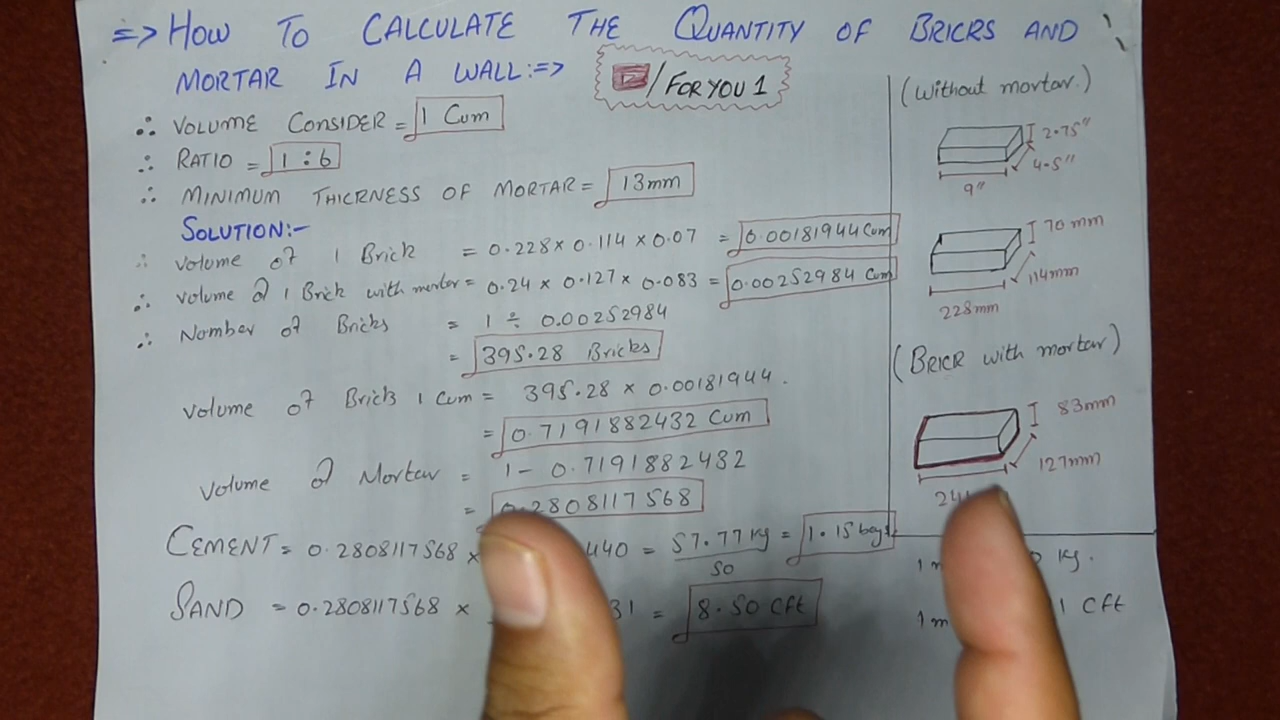 => HOW TO CALCULATE THE QUANTITY OF BRICKS AND
MORTAR IN A WALL:=>
/FOR YOU 1
∴ VOLUME CONSIDER = 1 Cum
∴ RATIO = 1:6
∴ MINIMUM THICKNESS OF MORTAR = 13mm
SOLUTION:-
∴ Volume of 1 Brick = 0.228 × 0.114 × 0.07 = 0.00181944 Cum
∴ Volume of 1 Brick with mortar = 0.24 × 0.127 × 0.083 = 0.00252984 Cum
∴ Nomber of Bricks = 1 ÷ 0.00252984
= 395.28 Bricks
Volume of Bricks 1 Cum = 395.28 × 0.00181944.
= 0.7191882432 Cum
Volume of Mortar = 1 - 0.7191882432
= 0.2808117568
CEMENT = 0.2808117568 × 440 = 57.77 Kg = 1.15 bags
50
SAND = 0.2808117568 × 31 = 8.50 Cft
(Without mortar.)
2.75"
4.5"
9"
70 mm
114mm
228mm
(BRICK with mortar)
83mm
127mm
Kg.
1 Cft